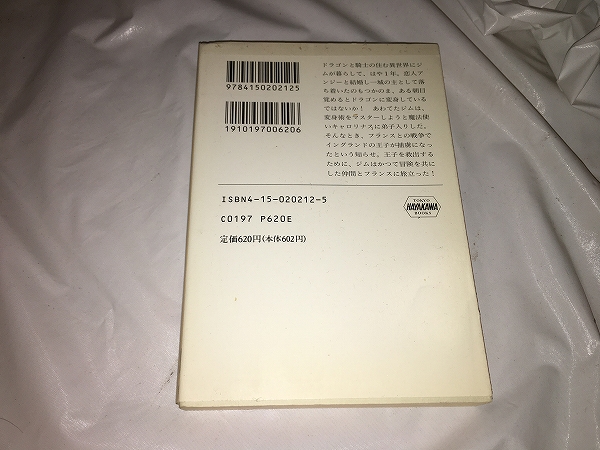 ドラゴンと騎士の住む異世界にジ
ムが暮らして、はや1年。恋人アン
ジーと結婚し一城の主として落
ち着いたのもつかのま、ある朝目
覚めるとドラゴンに変身している
ではないか！　あわてたジムは、
変身術をマスターしようと魔法使
いキャロリナスに弟子入りした。
そんなとき、フランスとの戦争で
イングランドの王子が捕虜になっ
たという知らせ。王子を救出する
ために、ジムはかつて冒険を共に
した仲間とフランスに旅立った！
9784150202125
1910197006206
ISBN4-15-020212-5
C0197 P620E
定価620円(本体602円)
TOKYO
HAYAKAWA
BOOKS